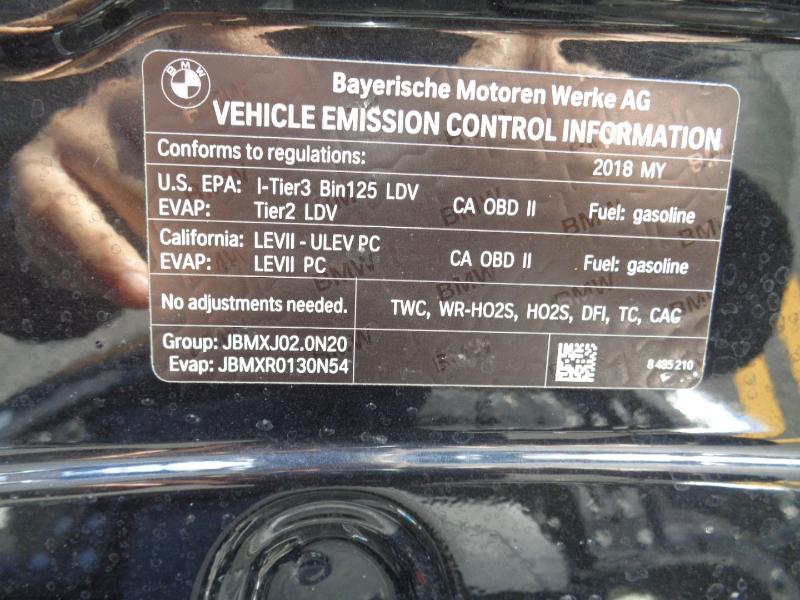 BMW
Bayerische Motoren Werke AG
VEHICLE EMISSION CONTROL INFORMATION
Conforms to regulations: 2018 MY
U.S. EPA: I-Tier3 Bin125 LDV
EVAP: Tier2 LDV CA OBD II Fuel: gasoline
California: LEVII - ULEV PC
EVAP: LEVII PC CA OBD II Fuel: gasoline
No adjustments needed. TWC, WR-HO2S, HO2S, DFI, TC, CAC
Group: JBMXJ02.0N20
Evap: JBMXR0130N54 8 485 210